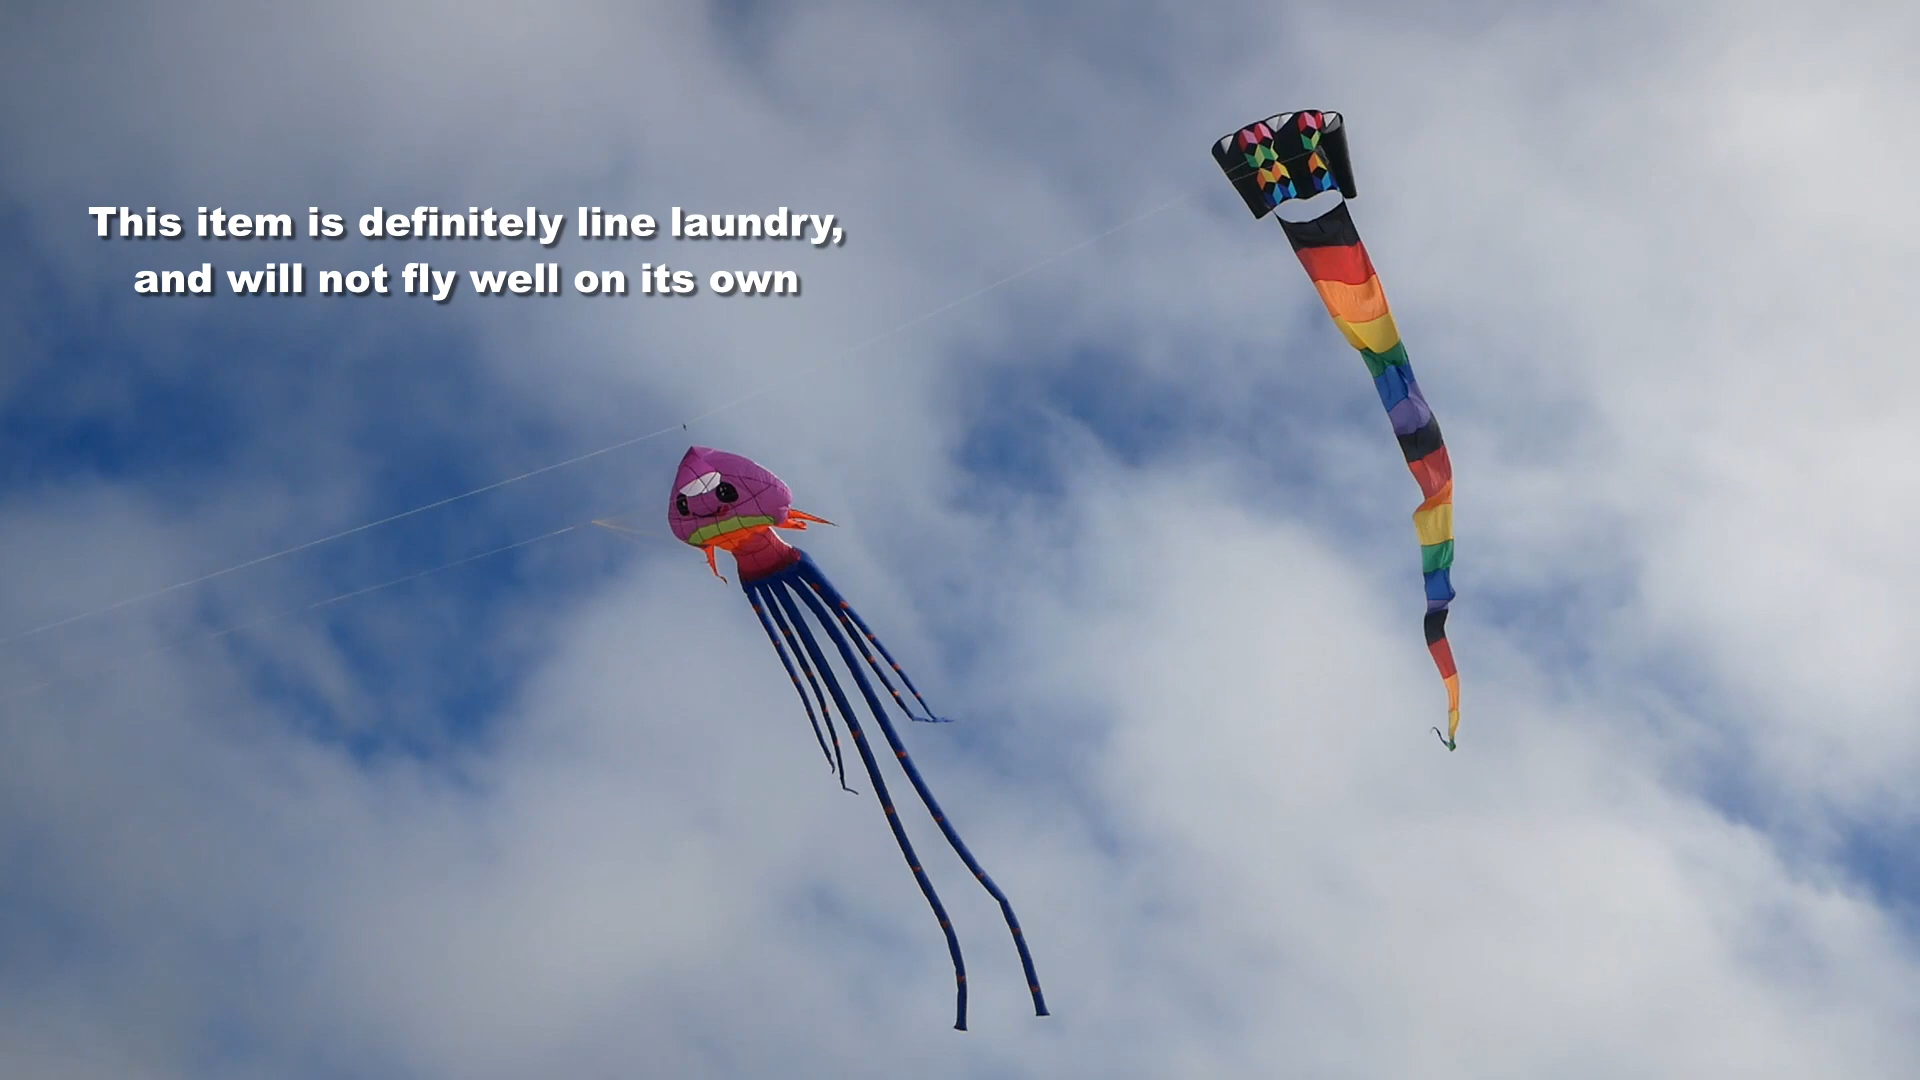 This item is definitely line laundry,
and will not fly well on its own